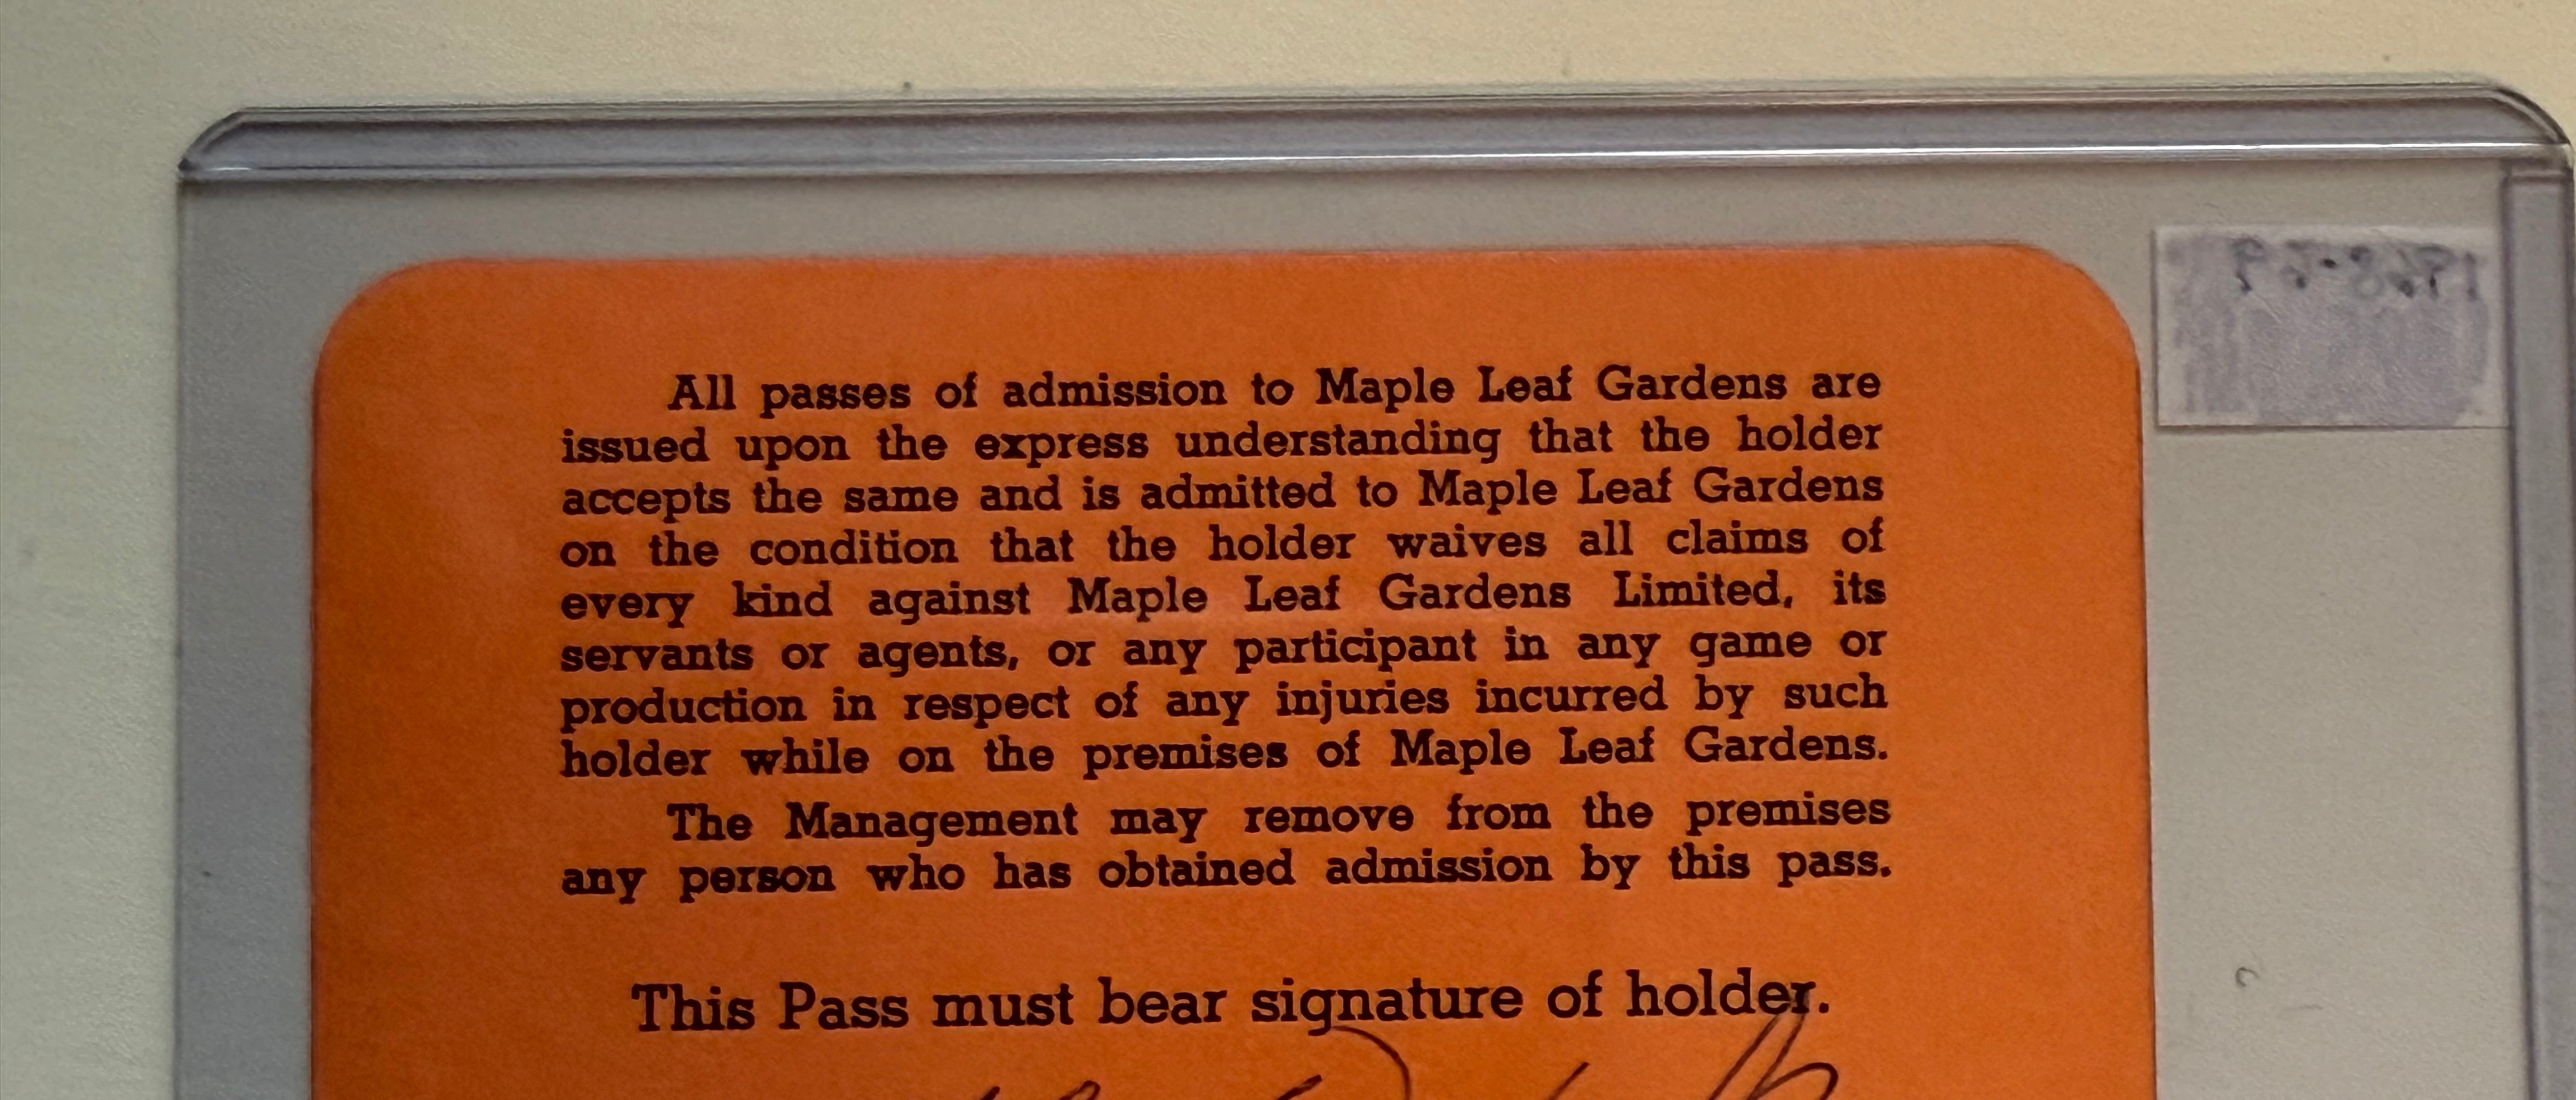 1968-69
All passes of admission to Maple Leaf Gardens are
issued upon the express understanding that the holder
accepts the same and is admitted to Maple Leaf Gardens
on the condition that the holder waives all claims of
every kind against Maple Leaf Gardens Limited, its
servants or agents, or any participant in any game or
production in respect of any injuries incurred by such
holder while on the premises of Maple Leaf Gardens.
The Management may remove from the premises
any person who has obtained admission by this pass.
This Pass must bear signature of holder.